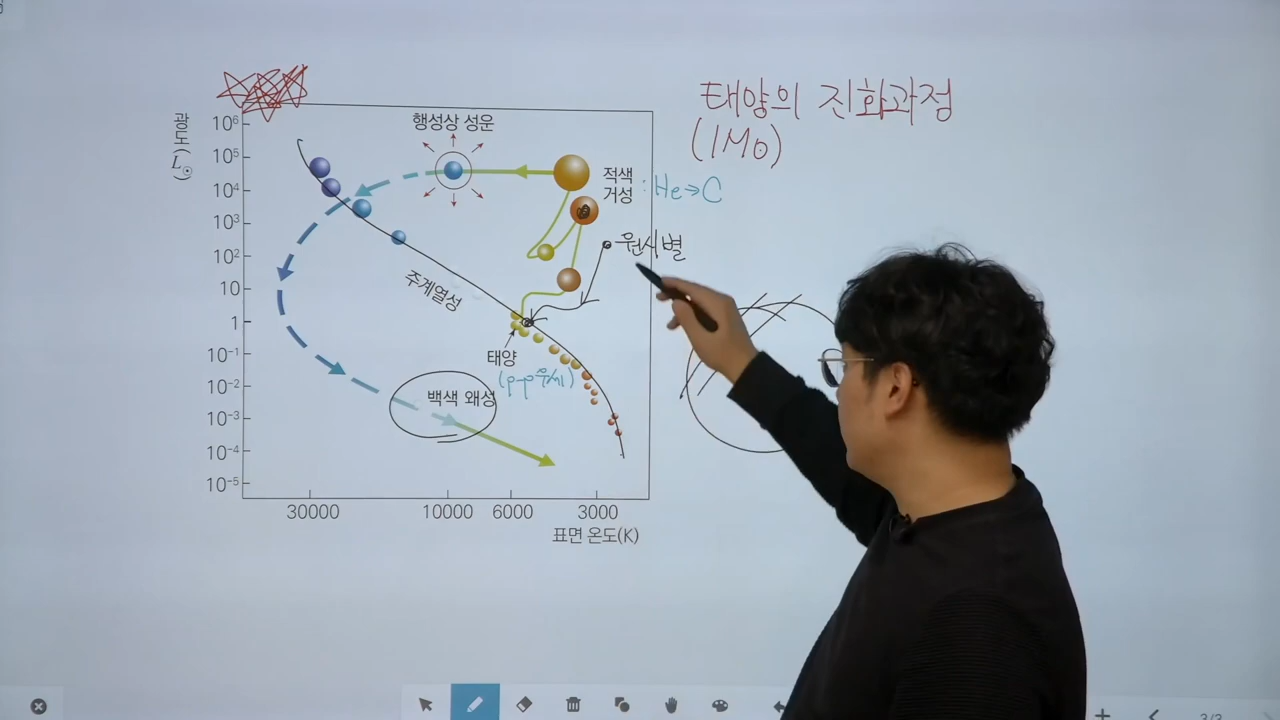 태양의 진화과정
(1M⊙)
광도(L⊙)
10⁶
10⁵
10⁴
10³
10²
10
1
10⁻¹
10⁻²
10⁻³
10⁻⁴
10⁻⁵
행성상 성운
적색
거성
: He→C
원시별
주계열성
태양
(p-p우세)
백색 왜성
30000
10000
6000
3000
표면 온도(K)